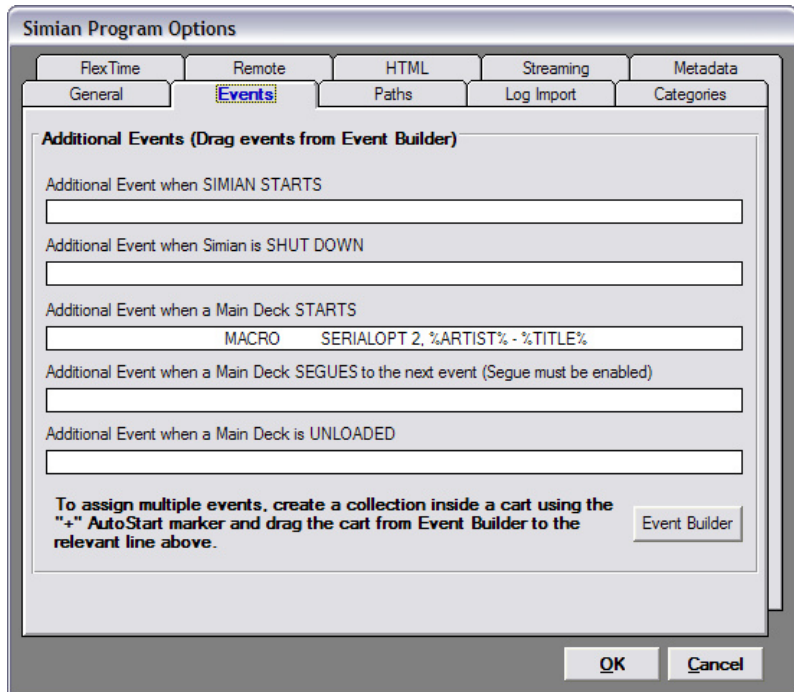 Simian Program Options
FlexTime Remote HTML Streaming Metadata
General Events Paths Log Import Categories
Additional Events (Drag events from Event Builder)
Additional Event when SIMIAN STARTS
Additional Event when Simian is SHUT DOWN
Additional Event when a Main Deck STARTS
MACRO SERIALOPT 2, %ARTIST% - %TITLE%
Additional Event when a Main Deck SEGUES to the next event (Segue must be enabled)
Additional Event when a Main Deck is UNLOADED
To assign multiple events, create a collection inside a cart using the
"+" AutoStart marker and drag the cart from Event Builder to the
relevant line above.
Event Builder
OK Cancel